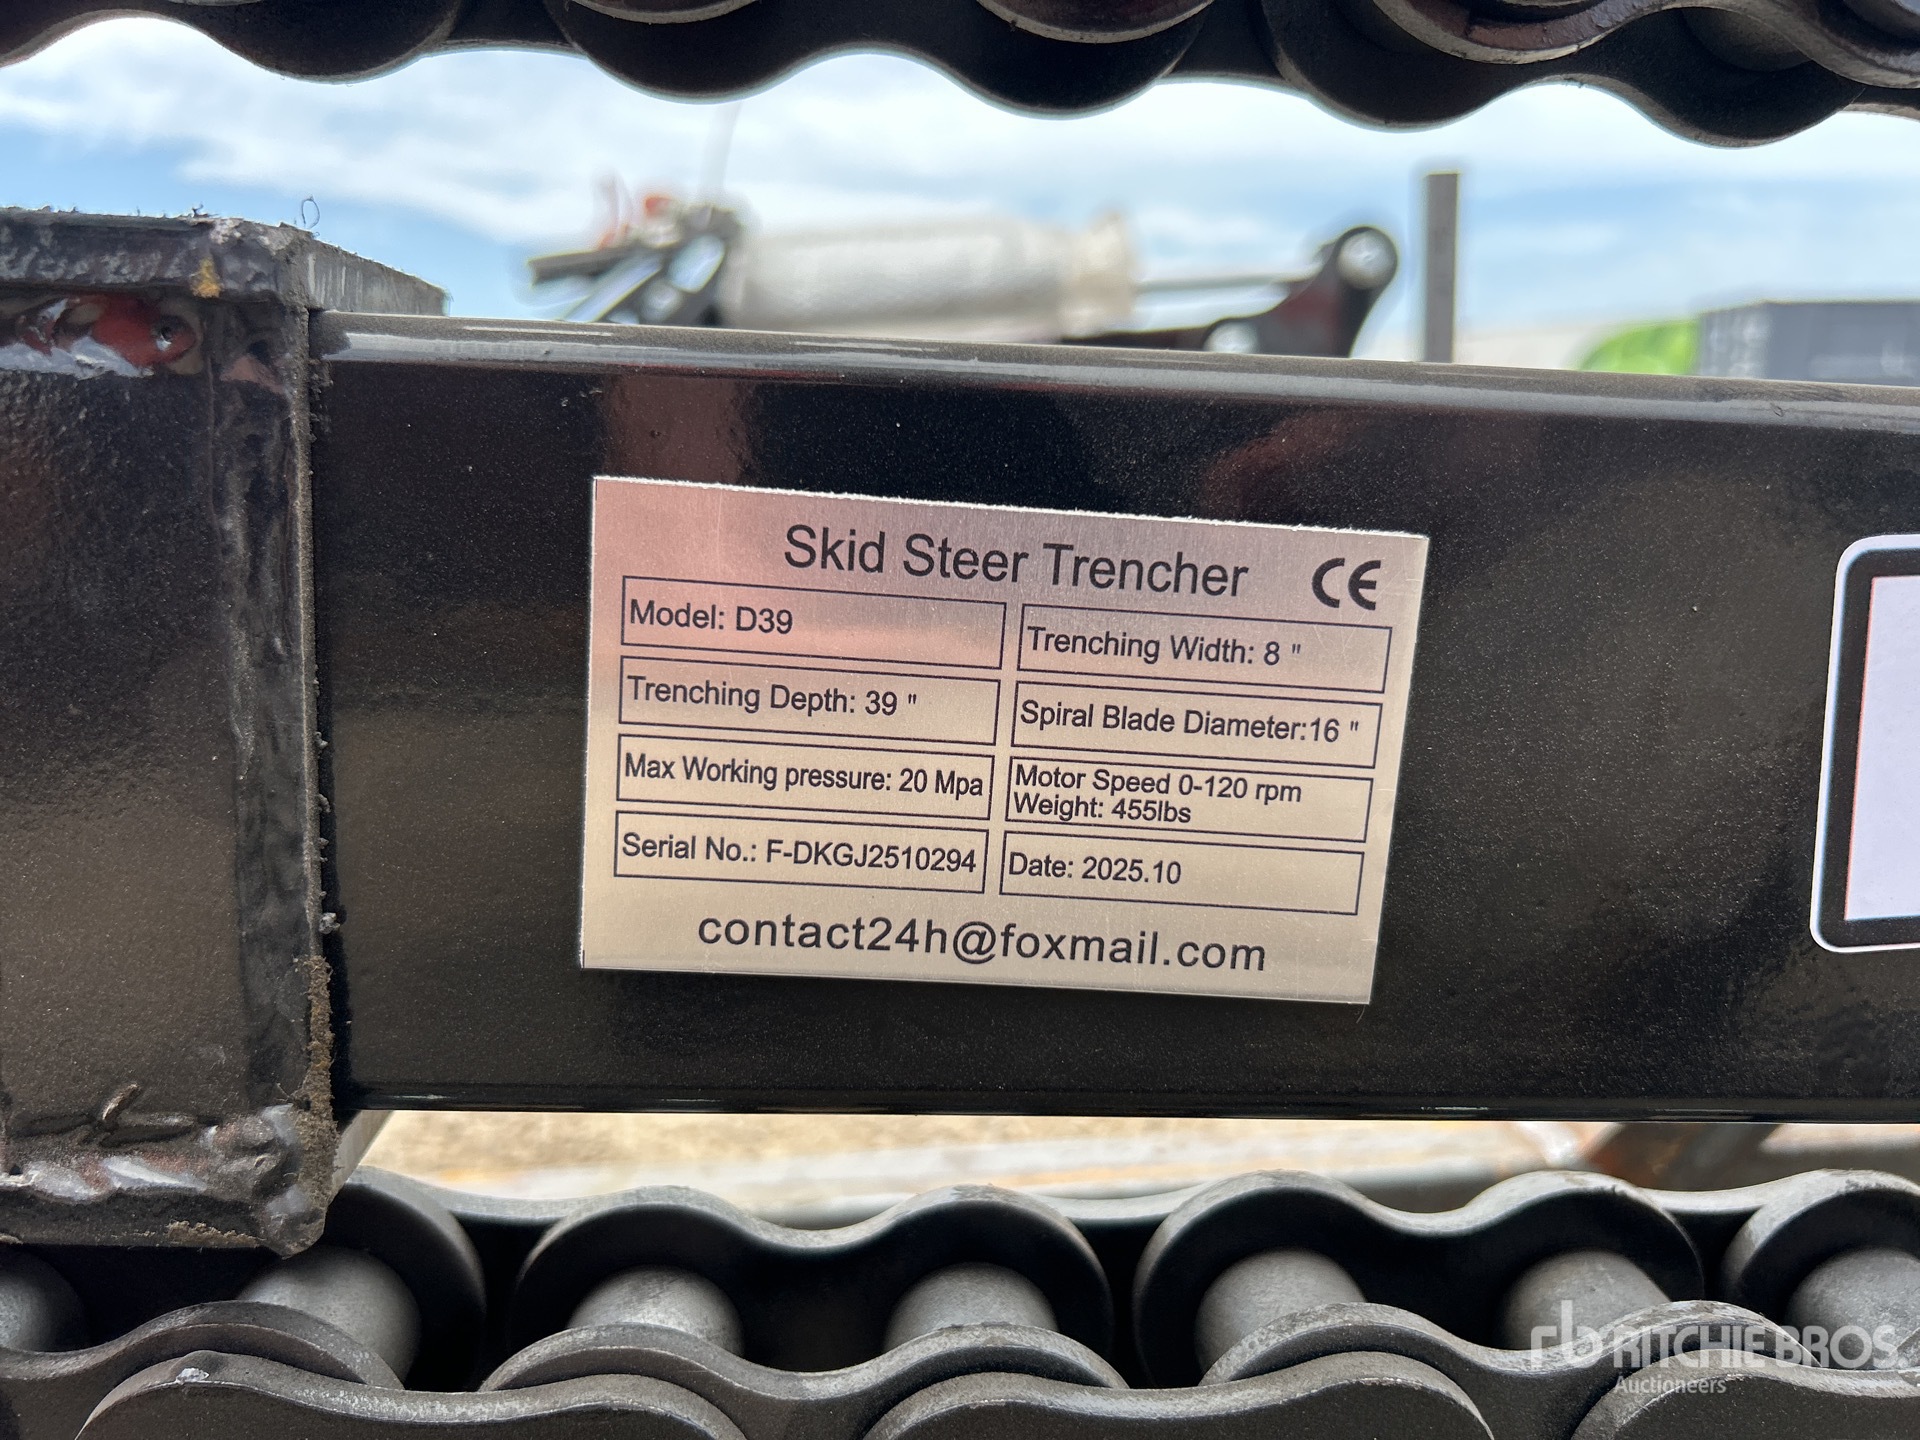 Skid Steer Trencher CE
Model: D39
Trenching Width: 8 "
Trenching Depth: 39 "
Spiral Blade Diameter:16 "
Max Working pressure: 20 Mpa
Motor Speed 0-120 rpm
Weight: 455lbs
Serial No.: F-DKGJ2510294
Date: 2025.10
contact24h@foxmail.com
rb RITCHIE BROS.
Auctioneers